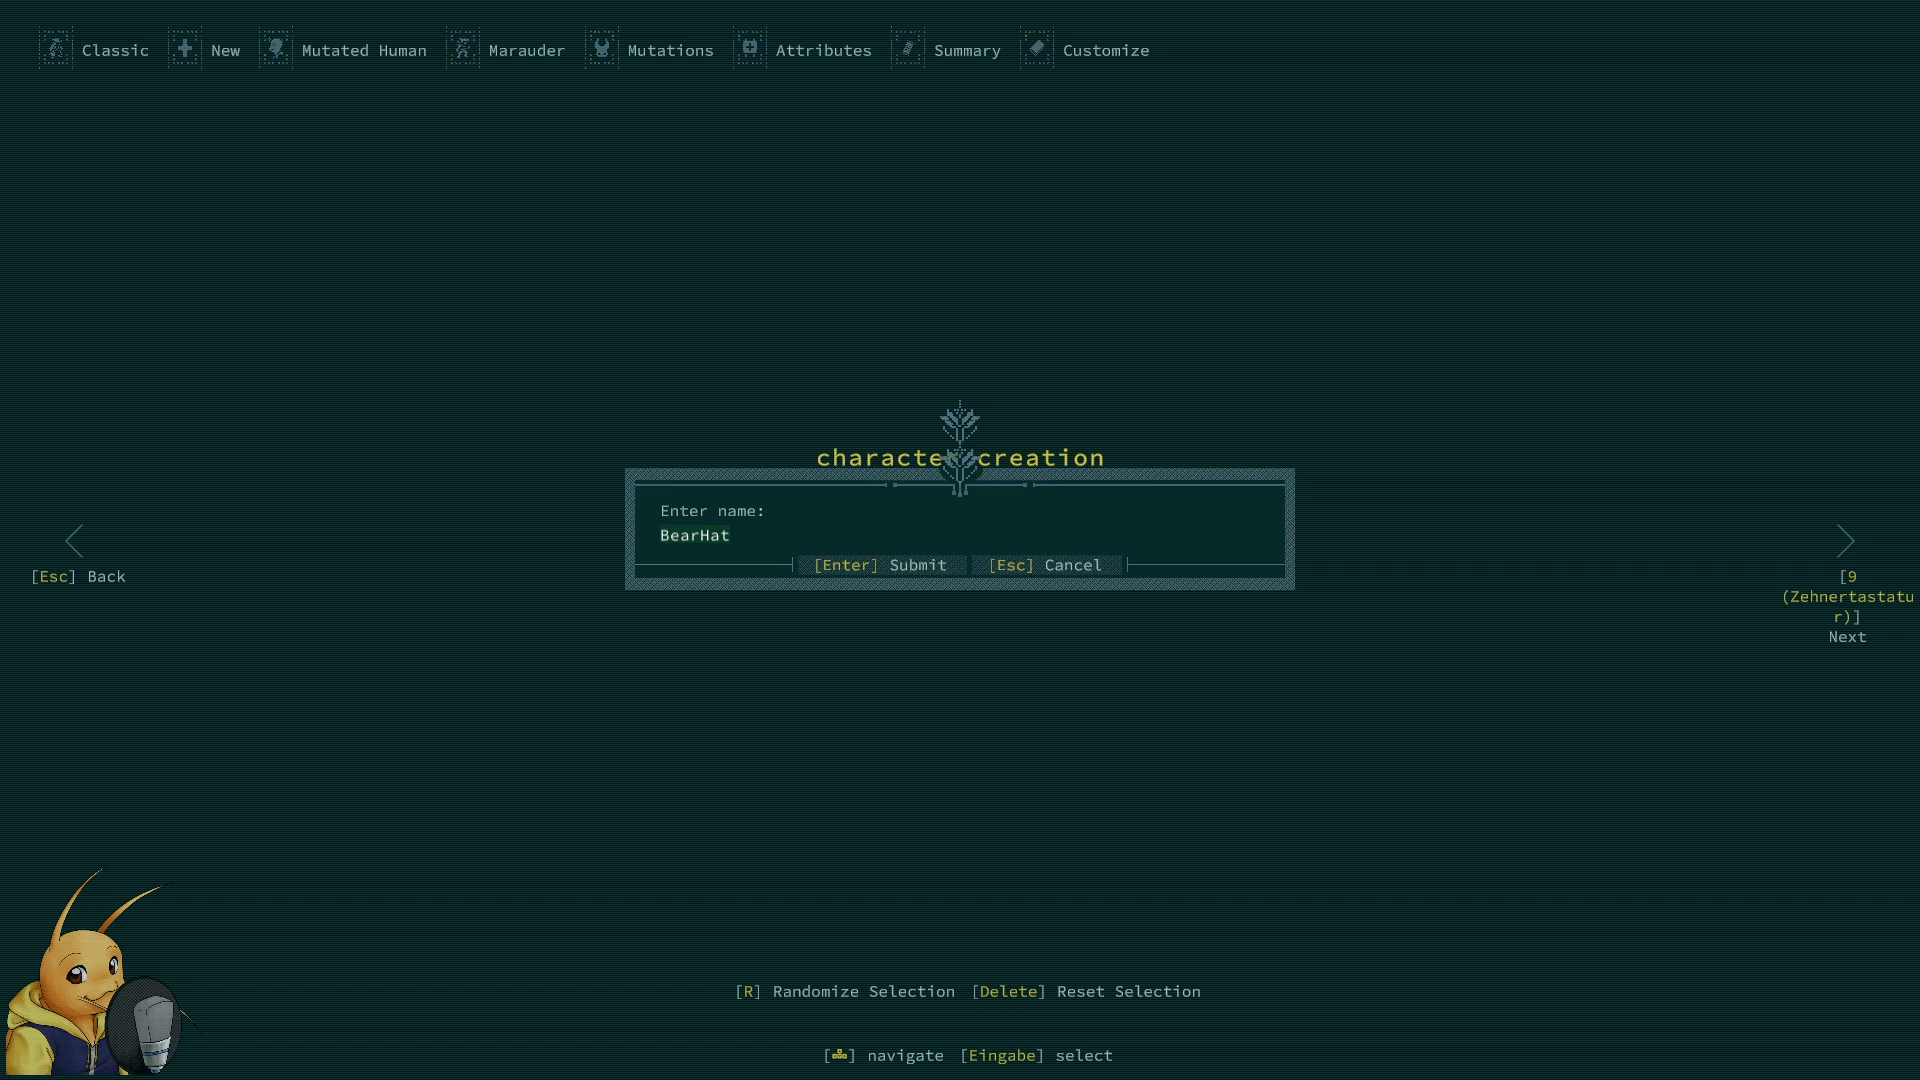 Classic New Mutated Human Marauder Mutations Attributes Summary Customize
character creation
Enter name:
BearHat
[Enter] Submit [Esc] Cancel
[Esc] Back
[9
(Zehnertastatu
r)]
Next
[R] Randomize Selection [Delete] Reset Selection
navigate [Eingabe] select